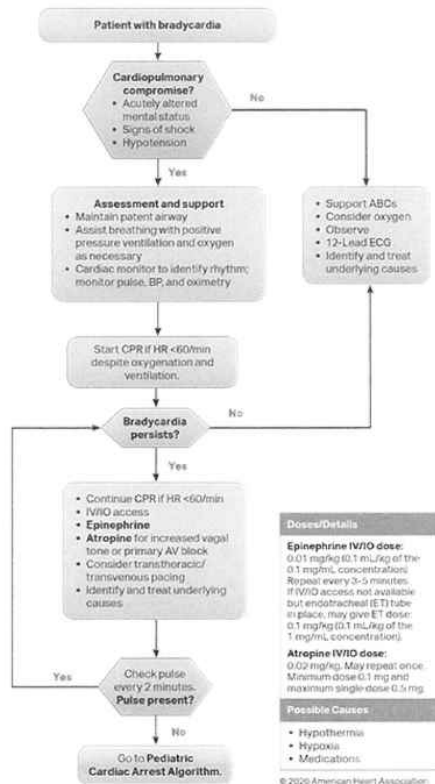 Patient with bradycardia
Cardiopulmonary
compromise?
• Acutely altered
mental status
• Signs of shock
• Hypotension
No
Yes
Assessment and support
• Maintain patent airway
• Assist breathing with positive
pressure ventilation and oxygen
as necessary
• Cardiac monitor to identify rhythm;
monitor pulse, BP, and oximetry
• Support ABCs
• Consider oxygen
• Observe
• 12-Lead ECG
• Identify and treat
underlying causes
Start CPR if HR <60/min
despite oxygenation and
ventilation.
Bradycardia
persists?
No
Yes
• Continue CPR if HR <60/min
• IV/IO access
• Epinephrine
• Atropine for increased vagal
tone or primary AV block
• Consider transthoracic/
transvenous pacing
• Identify and treat underlying
causes
Check pulse
every 2 minutes.
Pulse present?
Yes
No
Go to Pediatric
Cardiac Arrest Algorithm.
Doses/Details
Epinephrine IV/IO dose:
0.01 mg/kg (0.1 mL/kg of the
0.1 mg/mL concentration).
Repeat every 3-5 minutes.
If IV/IO access not available
but endotracheal (ET) tube
in place, may give ET dose:
0.1 mg/kg (0.1 mL/kg of the
1 mg/mL concentration).
Atropine IV/IO dose:
0.02 mg/kg. May repeat once.
Minimum dose 0.1 mg and
maximum single dose 0.5 mg.
Possible Causes
• Hypothermia
• Hypoxia
• Medications
© 2020 American Heart Association